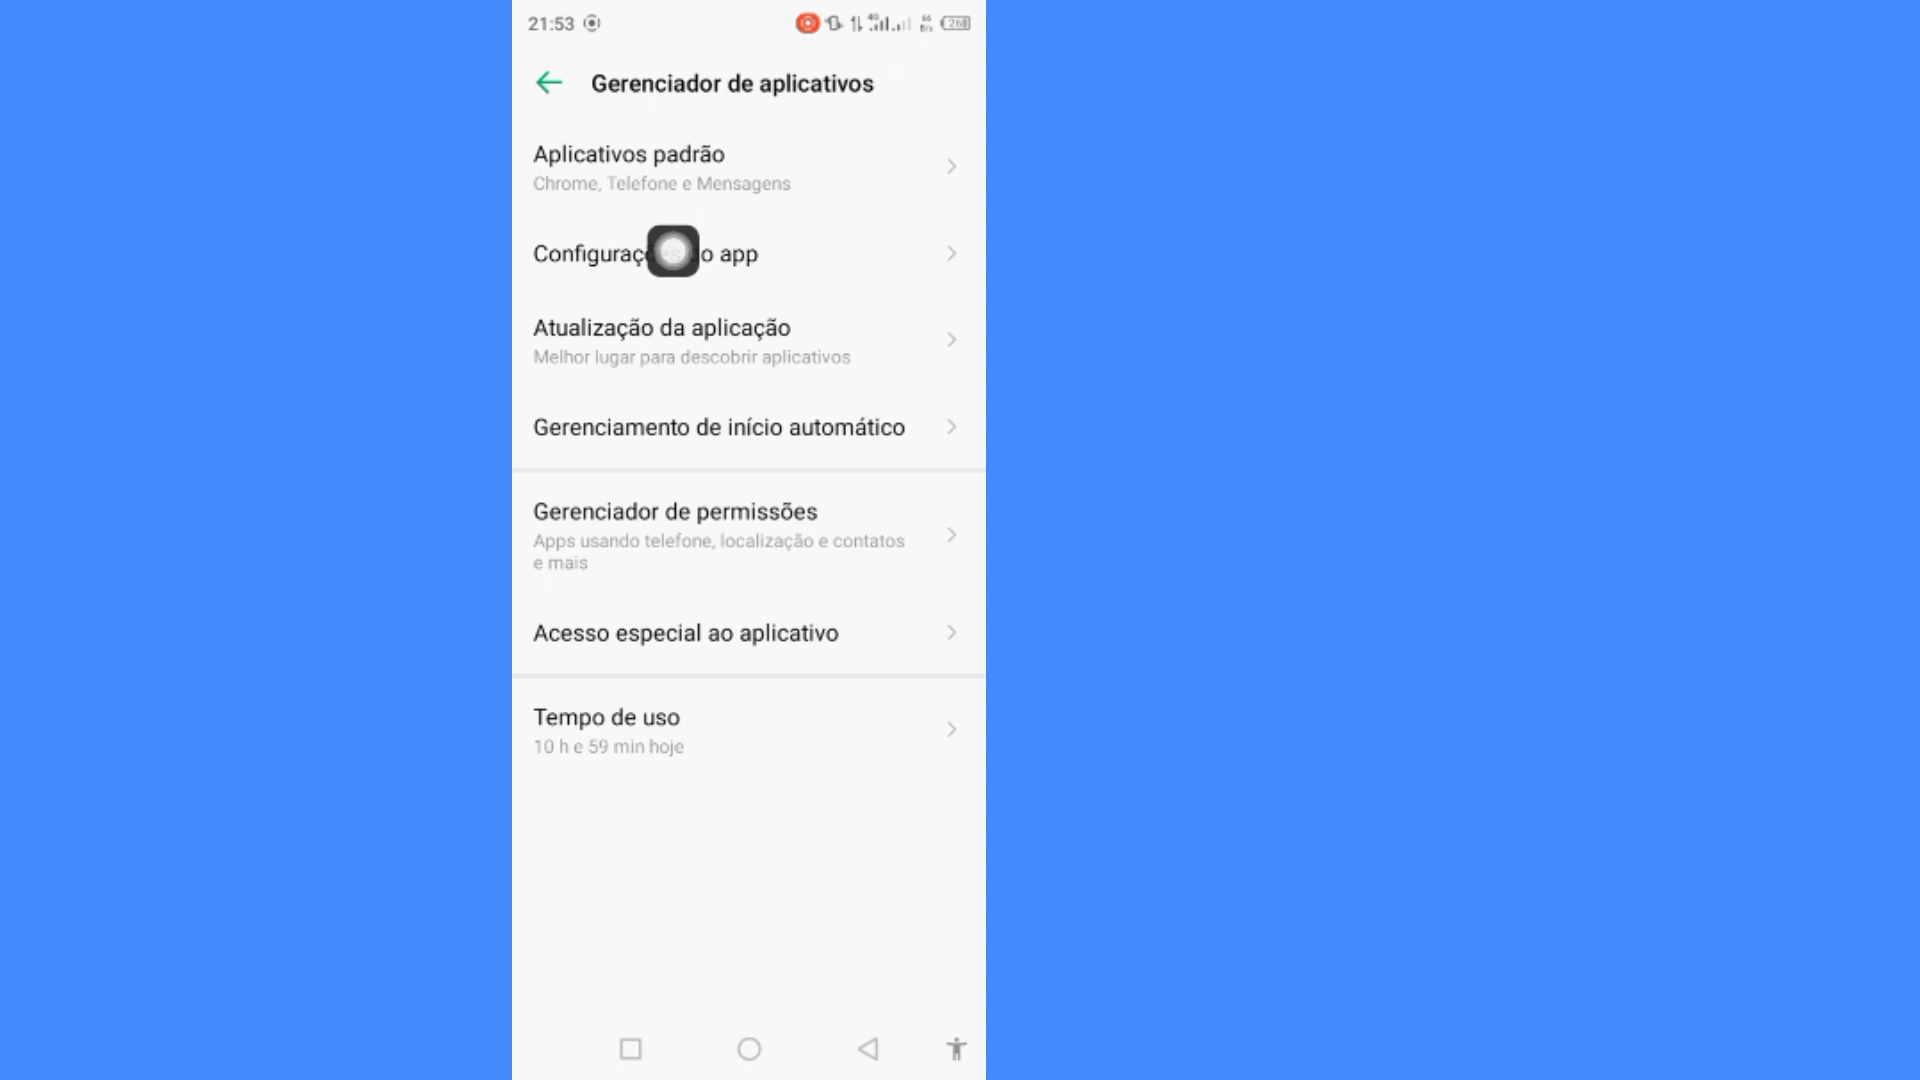 21:53
Gerenciador de aplicativos
Aplicativos padrão
Chrome, Telefone e Mensagens
app
Atualização da aplicação
Melhor lugar para descobrir aplicativos
Gerenciamento de início automático
Gerenciador de permissões
Apps usando telefone, localização e contatos
e mais
Acesso especial ao aplicativo
Tempo de uso
10 h e 59 min hoje